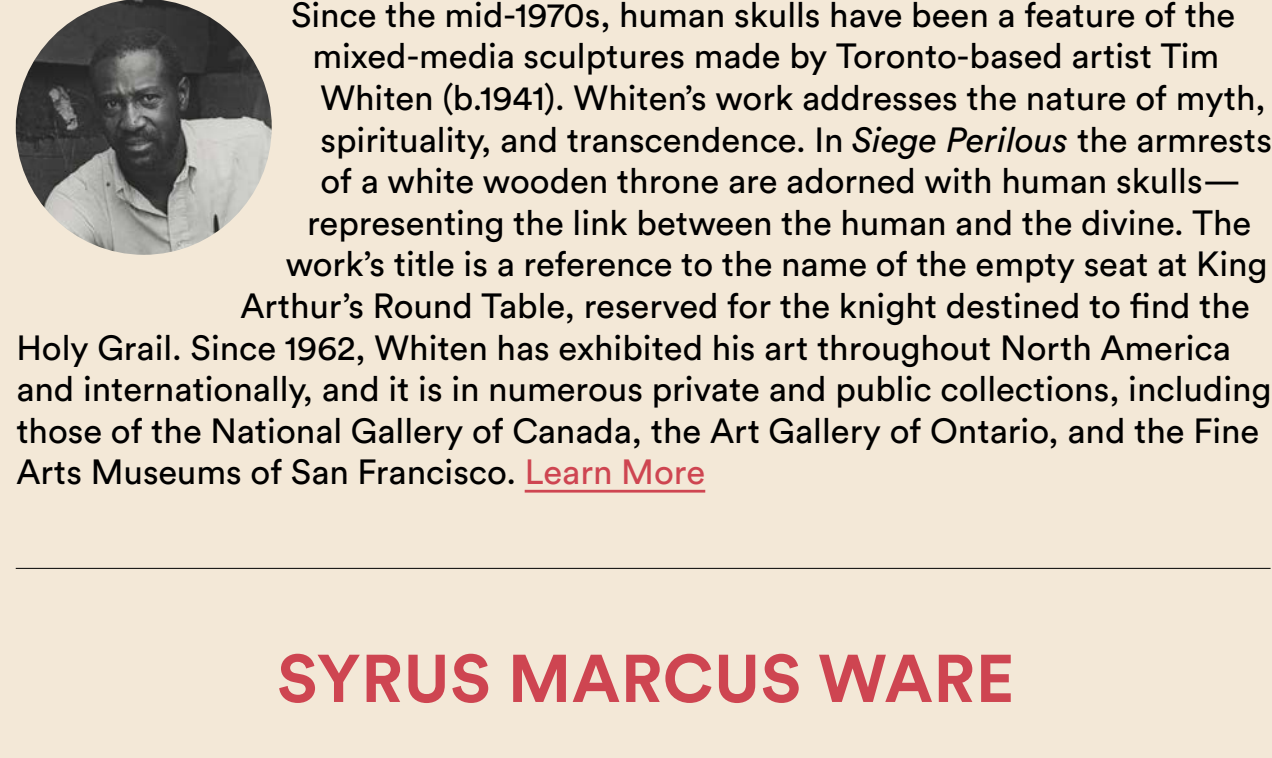 Since the mid-1970s, human skulls have been a feature of the
mixed-media sculptures made by Toronto-based artist Tim
Whiten (b.1941). Whiten’s work addresses the nature of myth,
spirituality, and transcendence. In Siege Perilous the armrests
of a white wooden throne are adorned with human skulls—
representing the link between the human and the divine. The
work’s title is a reference to the name of the empty seat at King
Arthur’s Round Table, reserved for the knight destined to find the
Holy Grail. Since 1962, Whiten has exhibited his art throughout North America
and internationally, and it is in numerous private and public collections, including
those of the National Gallery of Canada, the Art Gallery of Ontario, and the Fine
Arts Museums of San Francisco. Learn More
SYRUS MARCUS WARE